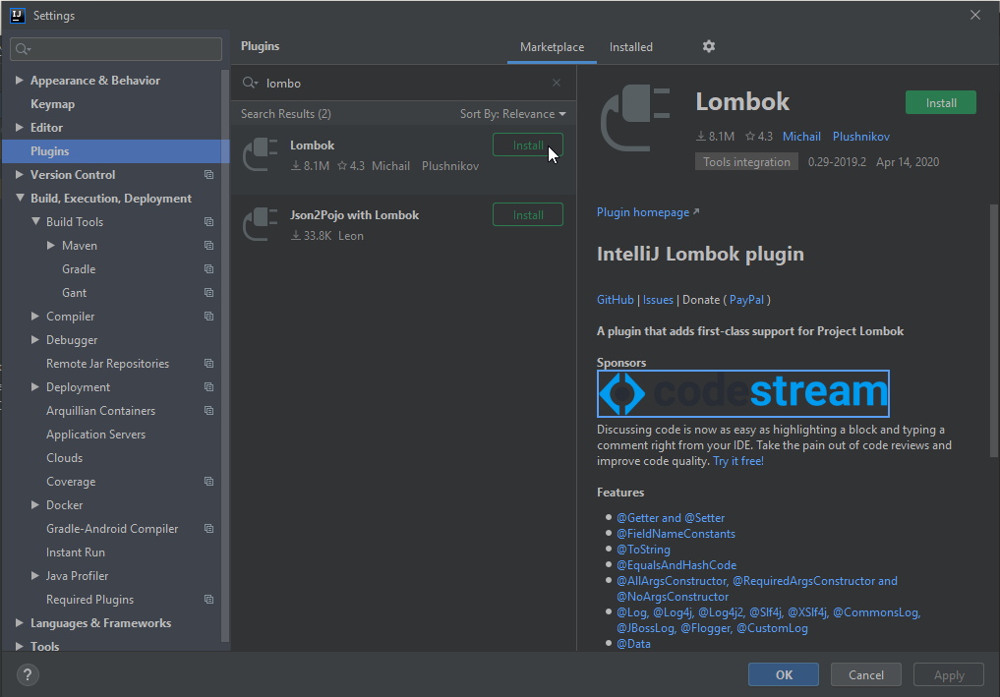 Settings
Plugins
Marketplace
Installed
Appearance & Behavior
Keymap
Editor
Plugins
Version Control
Build, Execution, Deployment
Build Tools
Maven
Gradle
Gant
Compiler
Debugger
Remote Jar Repositories
Deployment
Arquillian Containers
Application Servers
Clouds
Coverage
Docker
Gradle-Android Compiler
Instant Run
Java Profiler
Required Plugins
Languages & Frameworks
Tools
lombo
Search Results (2)
Sort By: Relevance
Lombok
Install
8.1M 4.3 Michail Plushnikov
Json2Pojo with Lombok
Install
33.8K Leon
Lombok
Install
8.1M 4.3 Michail Plushnikov
Tools integration 0.29-2019.2 Apr 14, 2020
Plugin homepage
IntelliJ Lombok plugin
GitHub | Issues | Donate ( PayPal )
A plugin that adds first-class support for Project Lombok
Sponsors
codestream
Discussing code is now as easy as highlighting a block and typing a
comment right from your IDE. Take the pain out of code reviews and
improve code quality. Try it free!
Features
@Getter and @Setter
@FieldNameConstants
@ToString
@EqualsAndHashCode
@AllArgsConstructor, @RequiredArgsConstructor and
@NoArgsConstructor
@Log, @Log4j, @Log4j2, @Slf4j, @XSlf4j, @CommonsLog,
@JBossLog, @Flogger, @CustomLog
@Data
?
OK
Cancel
Apply